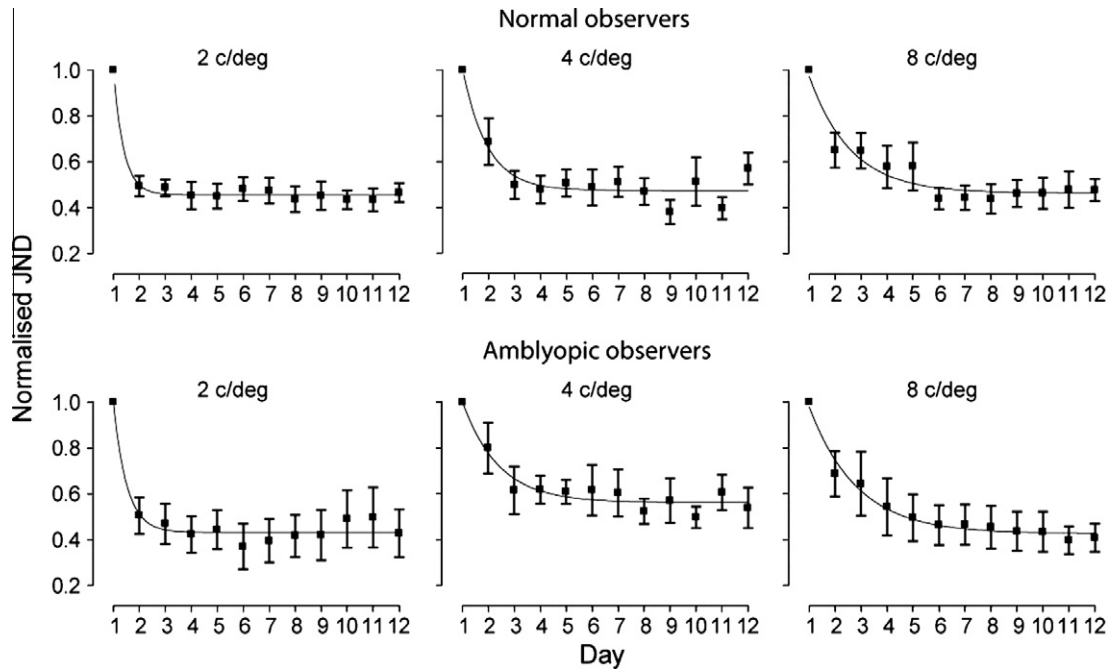 Normal observers
2 c/deg
4 c/deg
8 c/deg
1.0
0.8
0.6
0.4
0.2
1 2 3 4 5 6 7 8 9 10 11 12
1 2 3 4 5 6 7 8 9 10 11 12
1 2 3 4 5 6 7 8 9 10 11 12
Normalised JND
Amblyopic observers
2 c/deg
4 c/deg
8 c/deg
1.0
0.8
0.6
0.4
0.2
1 2 3 4 5 6 7 8 9 10 11 12
1 2 3 4 5 6 7 8 9 10 11 12
1 2 3 4 5 6 7 8 9 10 11 12
Day